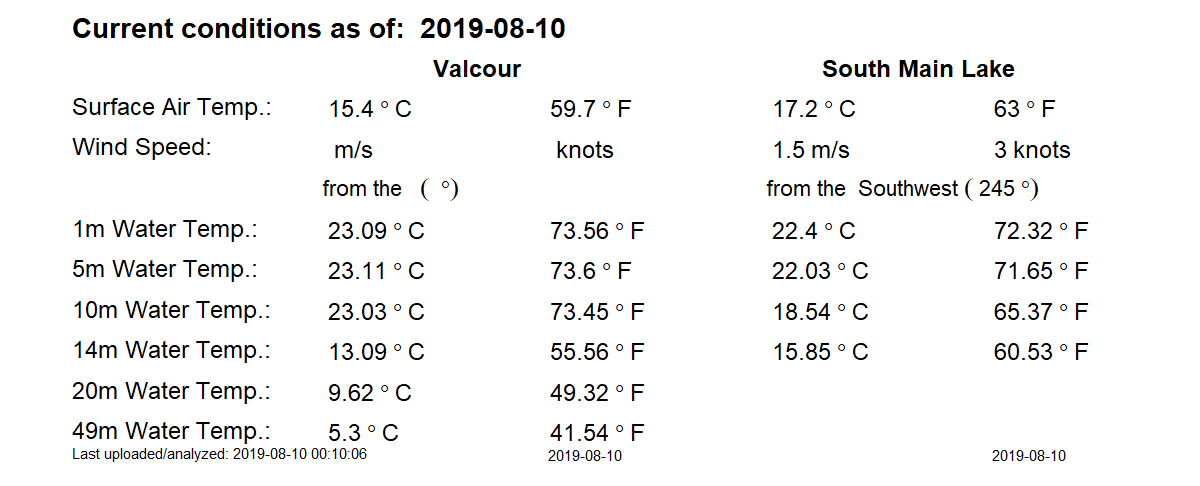 Current conditions as of: 2019-08-10
Valcour South Main Lake
Surface Air Temp.: 15.4 ° C 59.7 ° F 17.2 ° C 63 ° F
Wind Speed: m/s knots 1.5 m/s 3 knots
from the ( °) from the Southwest ( 245 °)
1m Water Temp.: 23.09 ° C 73.56 ° F 22.4 ° C 72.32 ° F
5m Water Temp.: 23.11 ° C 73.6 ° F 22.03 ° C 71.65 ° F
10m Water Temp.: 23.03 ° C 73.45 ° F 18.54 ° C 65.37 ° F
14m Water Temp.: 13.09 ° C 55.56 ° F 15.85 ° C 60.53 ° F
20m Water Temp.: 9.62 ° C 49.32 ° F
49m Water Temp.: 5.3 ° C 41.54 ° F
Last uploaded/analyzed: 2019-08-10 00:10:06 2019-08-10 2019-08-10